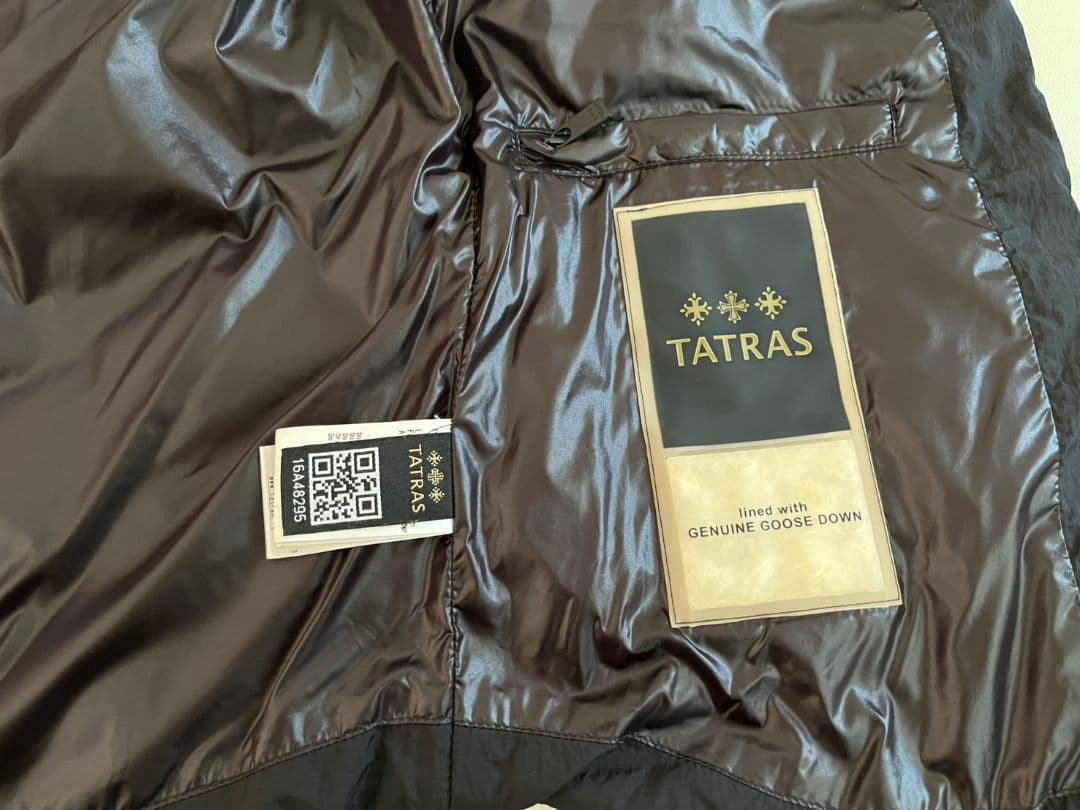 TATRAS
lined with
GENUINE GOOSE DOWN
TATRAS
16A48295